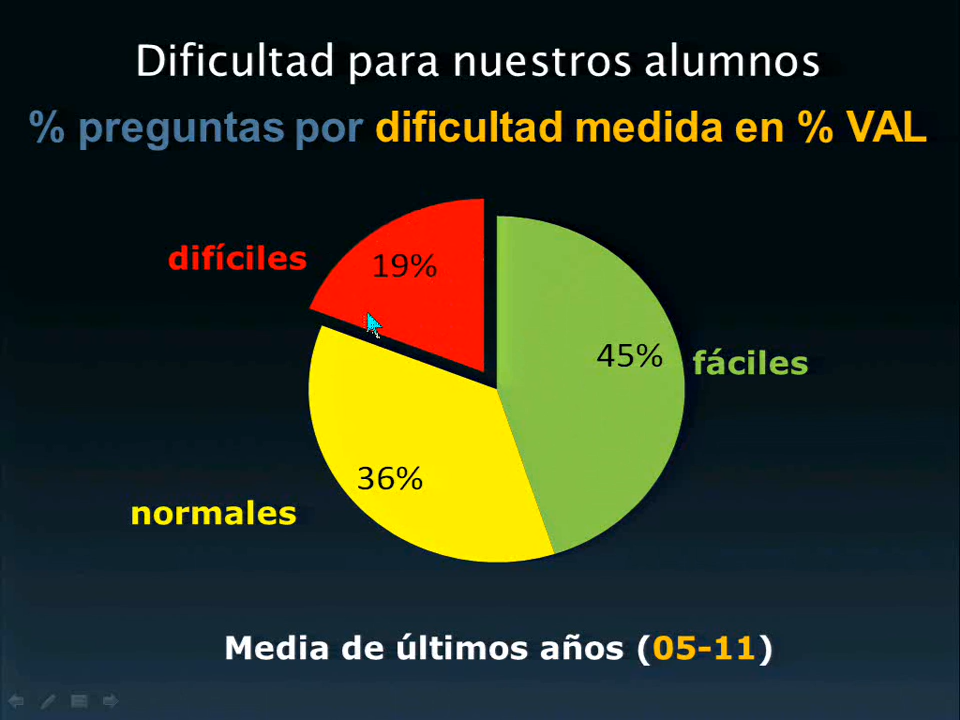 Dificultad para nuestros alumnos
% preguntas por dificultad medida en % VAL
difíciles
19%
45%
fáciles
36%
normales
Media de últimos años (05-11)